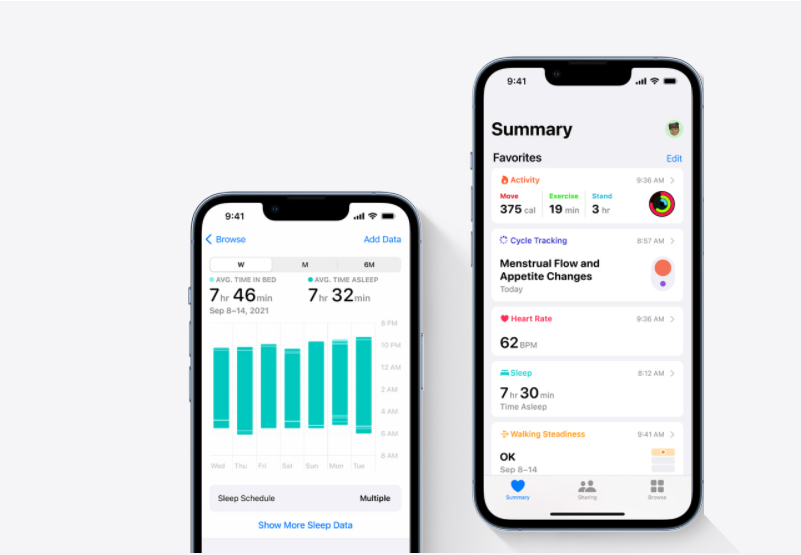 9:41
Browse
Add Data
W M 6M
AVG. TIME IN BED AVG. TIME ASLEEP
7 hr 46 min 7 hr 32 min
Sep 8–14, 2021
8 PM
10 PM
12 AM
2 AM
4 AM
6 AM
8 AM
Wed Thu Fri Sat Sun Mon Tue
Sleep Schedule Multiple
Show More Sleep Data
9:41
Summary
Favorites Edit
Activity 9:36 AM
Move Exercise Stand
375 cal 19 min 3 hr
Cycle Tracking 8:57 AM
Menstrual Flow and
Appetite Changes
Today
Heart Rate 9:36 AM
62 BPM
Sleep 8:12 AM
7 hr 30 min
Time Asleep
Walking Steadiness 9:41 AM
OK
Sep 8–14
Summary Sharing Browse